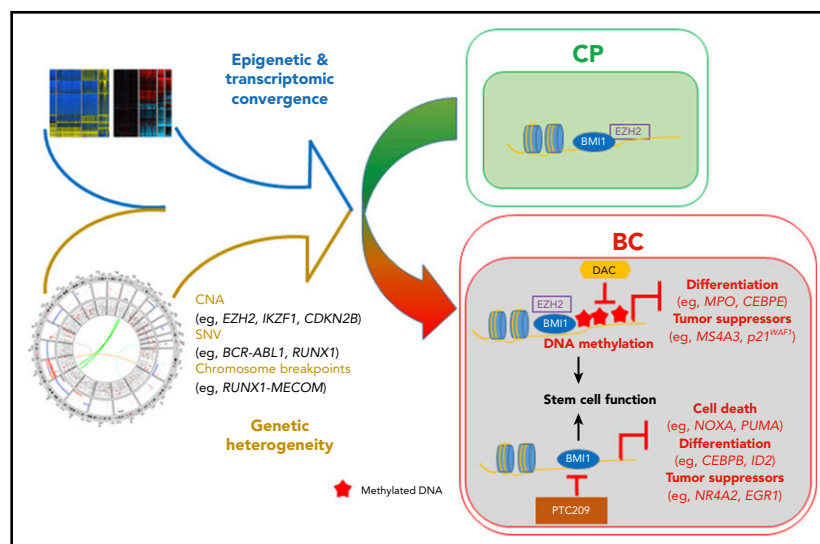 Epigenetic &
transcriptomic
convergence
CNA
(eg, EZH2, IKZF1, CDKN2B)
SNV
(eg, BCR-ABL1, RUNX1)
Chromosome breakpoints
(eg, RUNX1-MECOM)
Genetic
heterogeneity
Methylated DNA
CP
EZH2
BMI1
BC
DAC
EZH2
BMI1
DNA methylation
Differentiation
(eg, MPO, CEBPE)
Tumor suppressors
(eg, MS4A3, p21WAF1)
Stem cell function
BMI1
PTC209
Cell death
(eg, NOXA, PUMA)
Differentiation
(eg, CEBPB, ID2)
Tumor suppressors
(eg, NR4A2, EGR1)